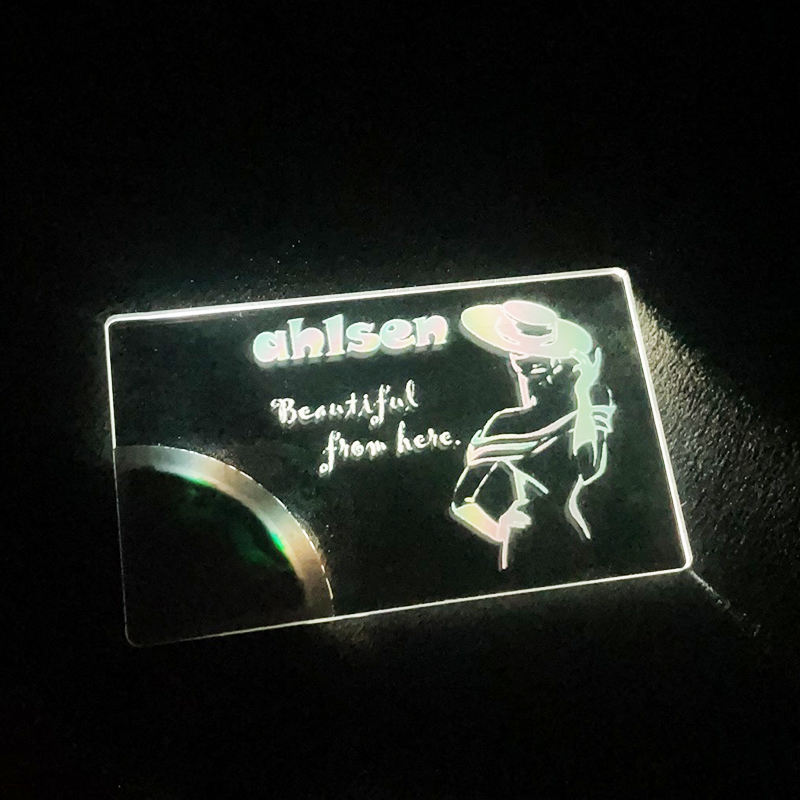 ahlsen
Beautiful
from here.